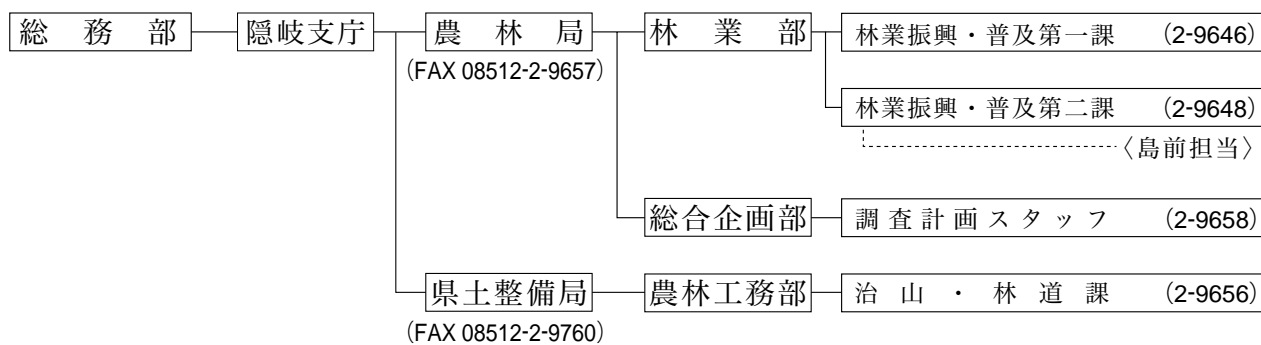 総務部 隠岐支庁 農林局 林業部 林業振興・普及第一課 (2-9646)
(FAX 08512-2-9657)
林業振興・普及第二課 (2-9648)
〈島前担当〉
総合企画部 調査計画スタッフ (2-9658)
県土整備局 農林工務部 治山・林道課 (2-9656)
(FAX 08512-2-9760)